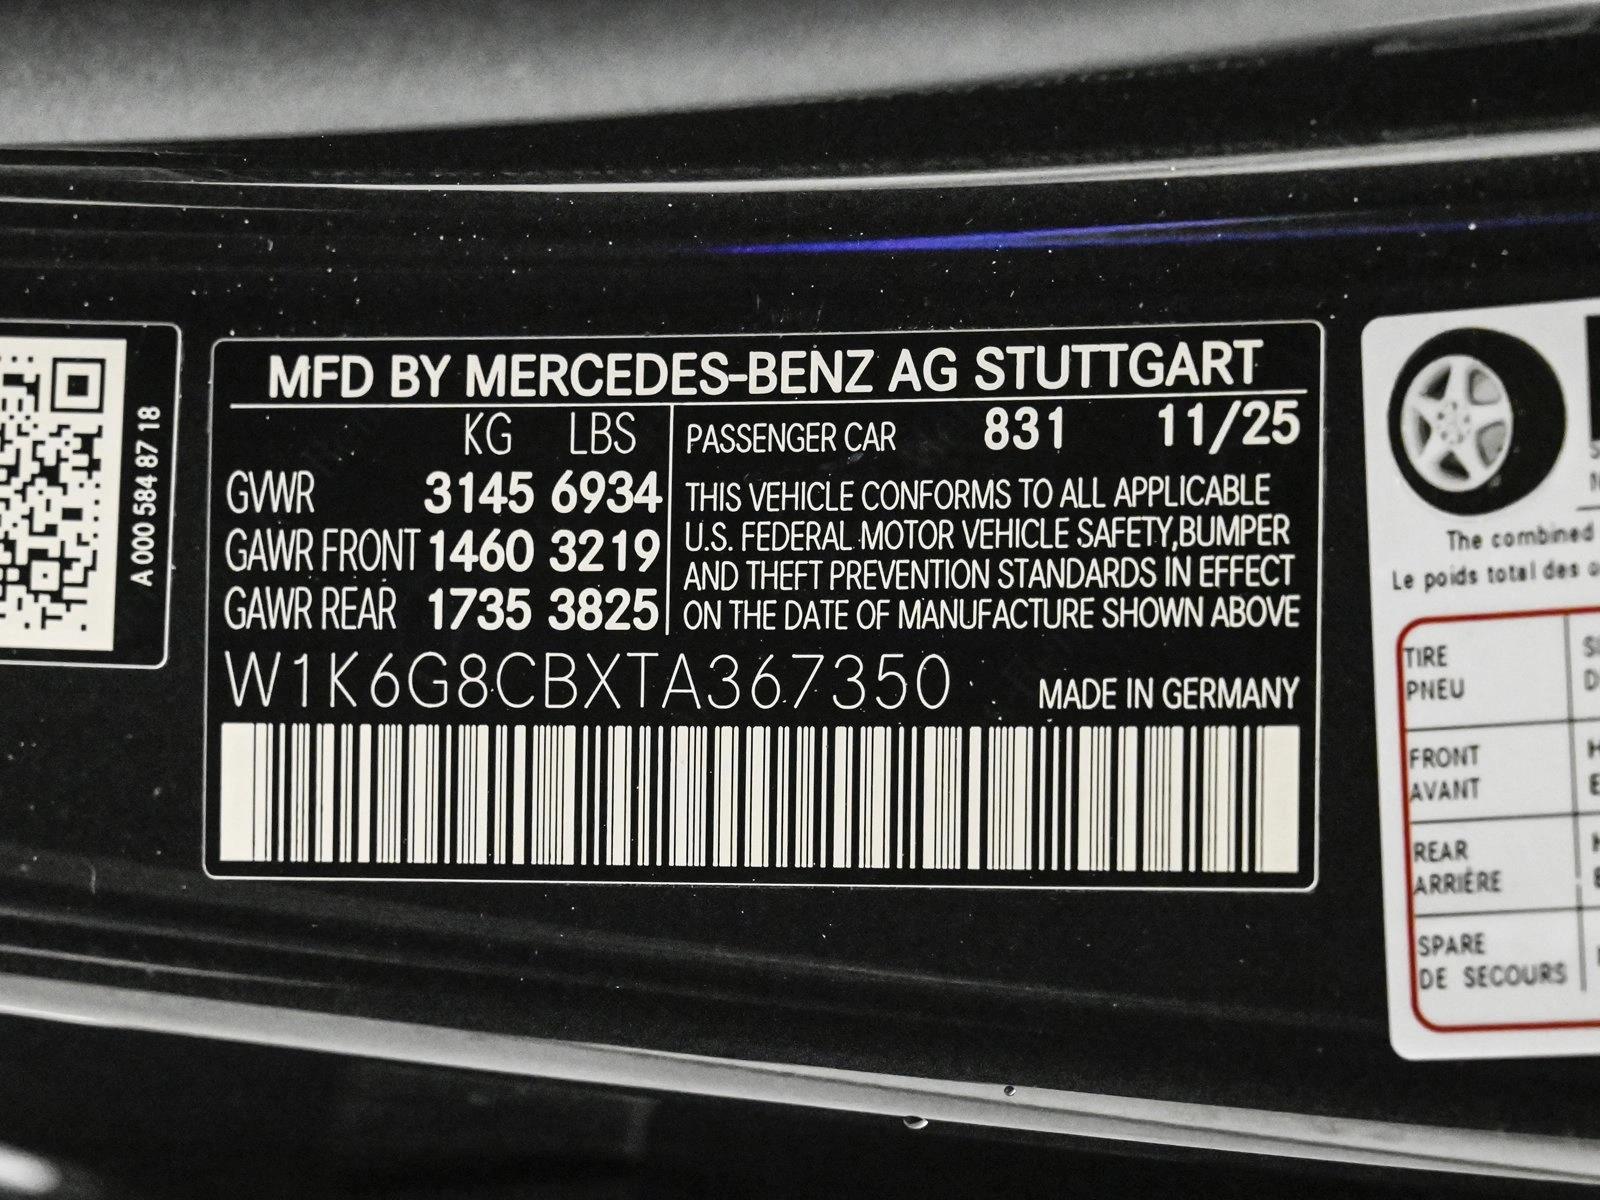 A 000 584 87 18
MFD BY MERCEDES-BENZ AG STUTTGART
KG LBS
GVWR 3145 6934
GAWR FRONT 1460 3219
GAWR REAR 1735 3825
PASSENGER CAR 831 11/25
THIS VEHICLE CONFORMS TO ALL APPLICABLE
U.S. FEDERAL MOTOR VEHICLE SAFETY,BUMPER
AND THEFT PREVENTION STANDARDS IN EFFECT
ON THE DATE OF MANUFACTURE SHOWN ABOVE
W1K6G8CBXTA367350
MADE IN GERMANY
The combined
Le poids total des
TIRE
PNEU
FRONT
AVANT
REAR
ARRIÈRE
SPARE
DE SECOURS